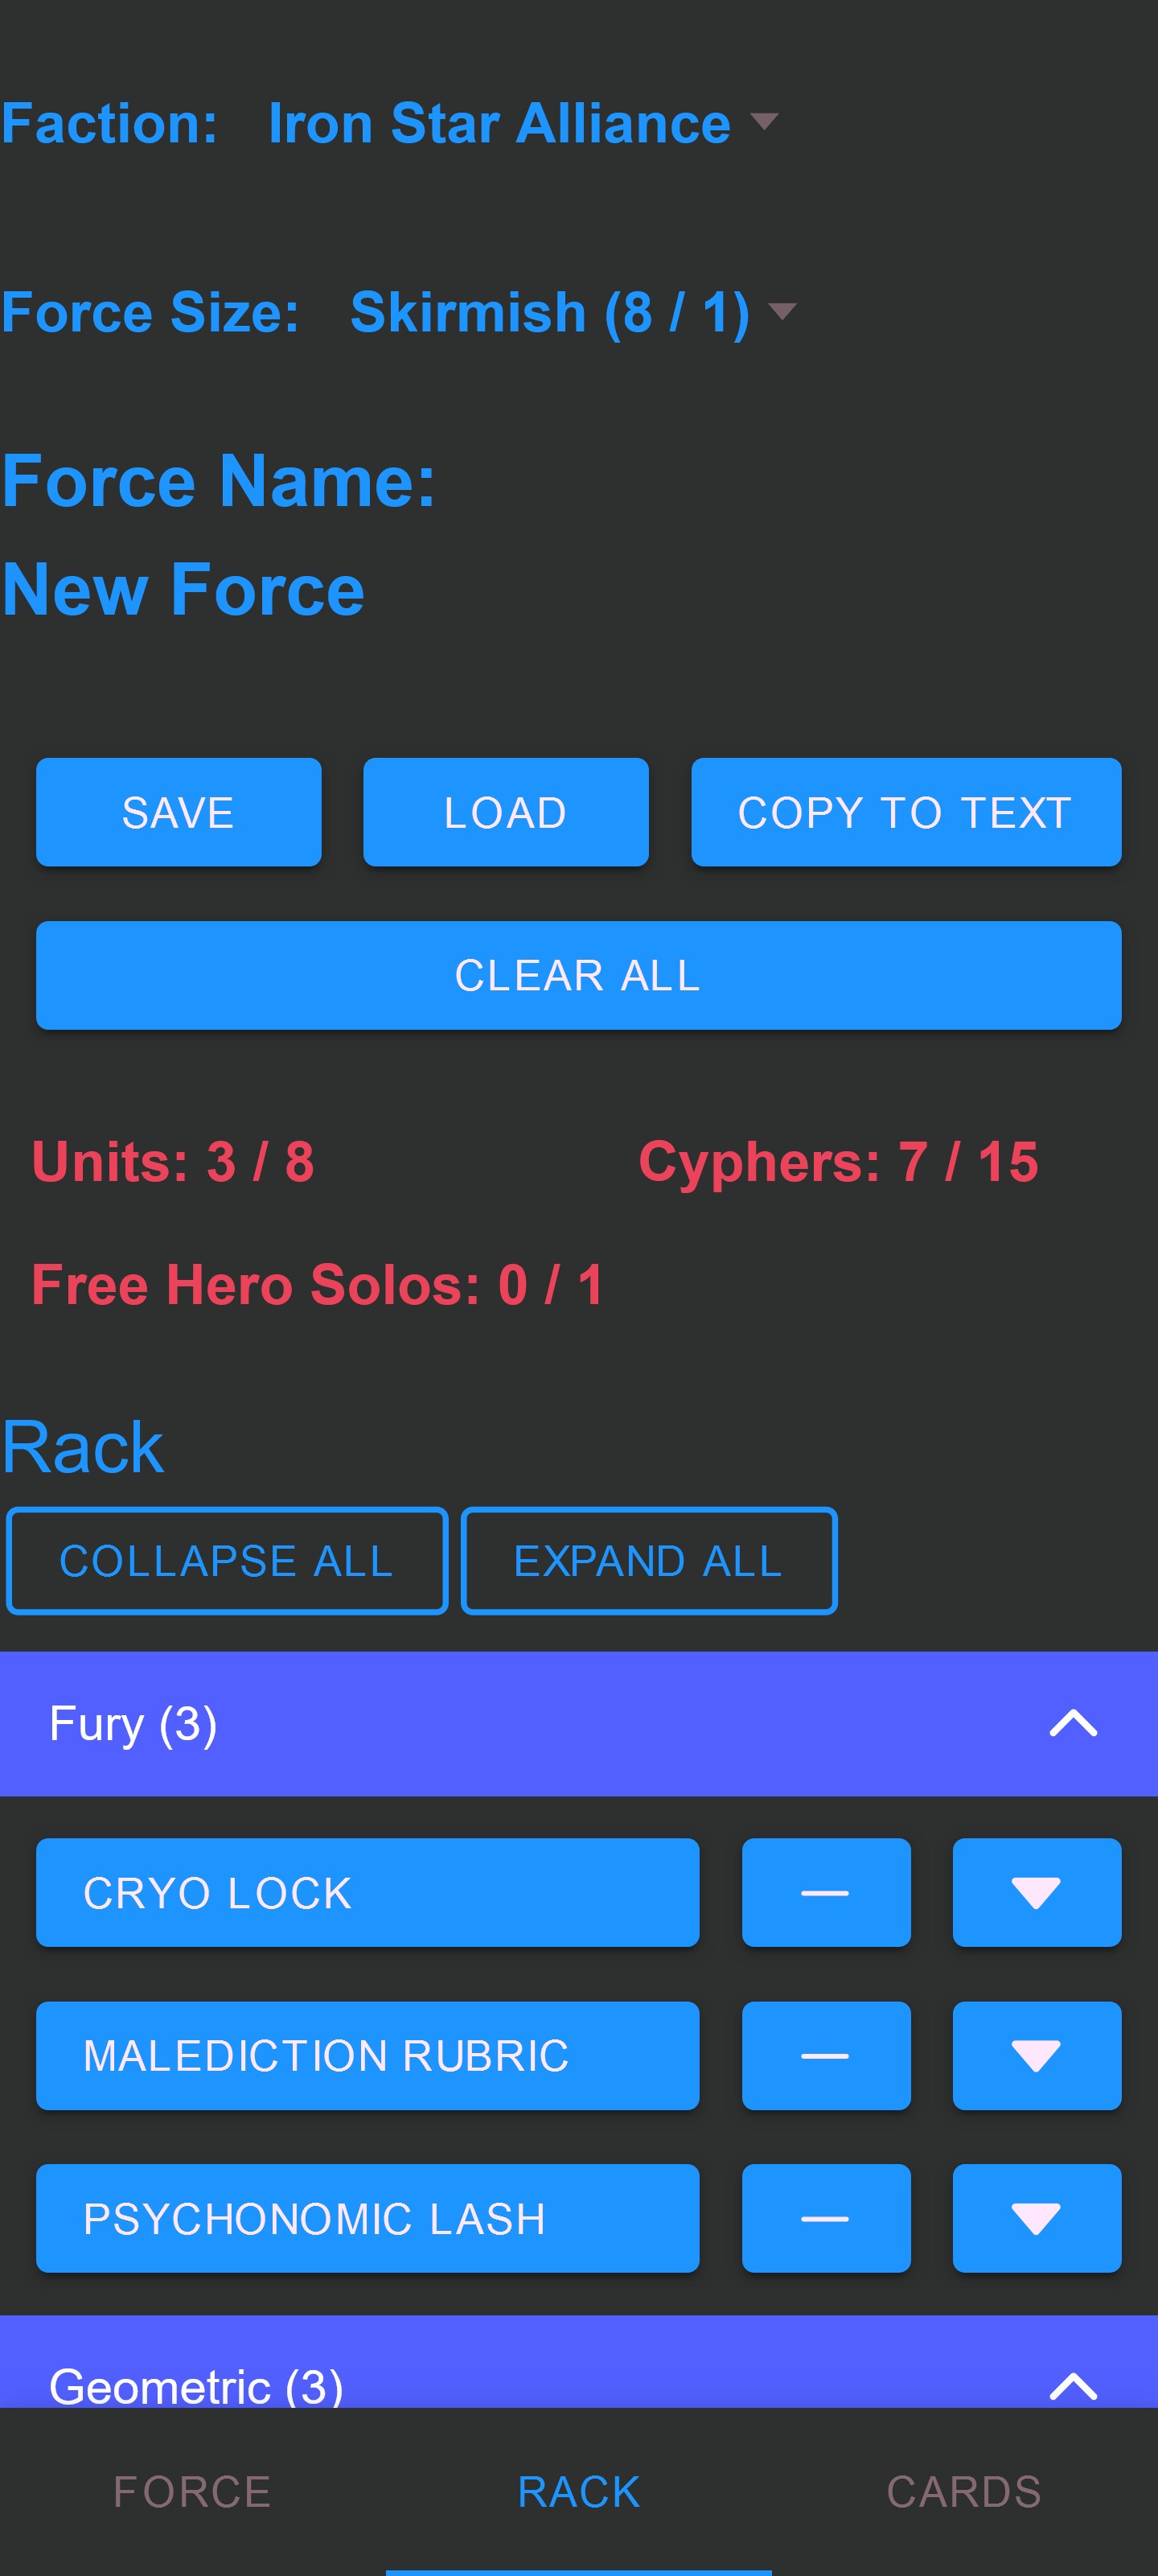 Faction: Iron Star Alliance
Force Size: Skirmish (8 / 1)
Force Name:
New Force
SAVE LOAD COPY TO TEXT
CLEAR ALL
Units: 3 / 8 Cyphers: 7 / 15
Free Hero Solos: 0 / 1
Rack
COLLAPSE ALL EXPAND ALL
Fury (3)
CRYO LOCK
MALEDICTION RUBRIC
PSYCHONOMIC LASH
Geometric (3)
FORCE RACK CARDS